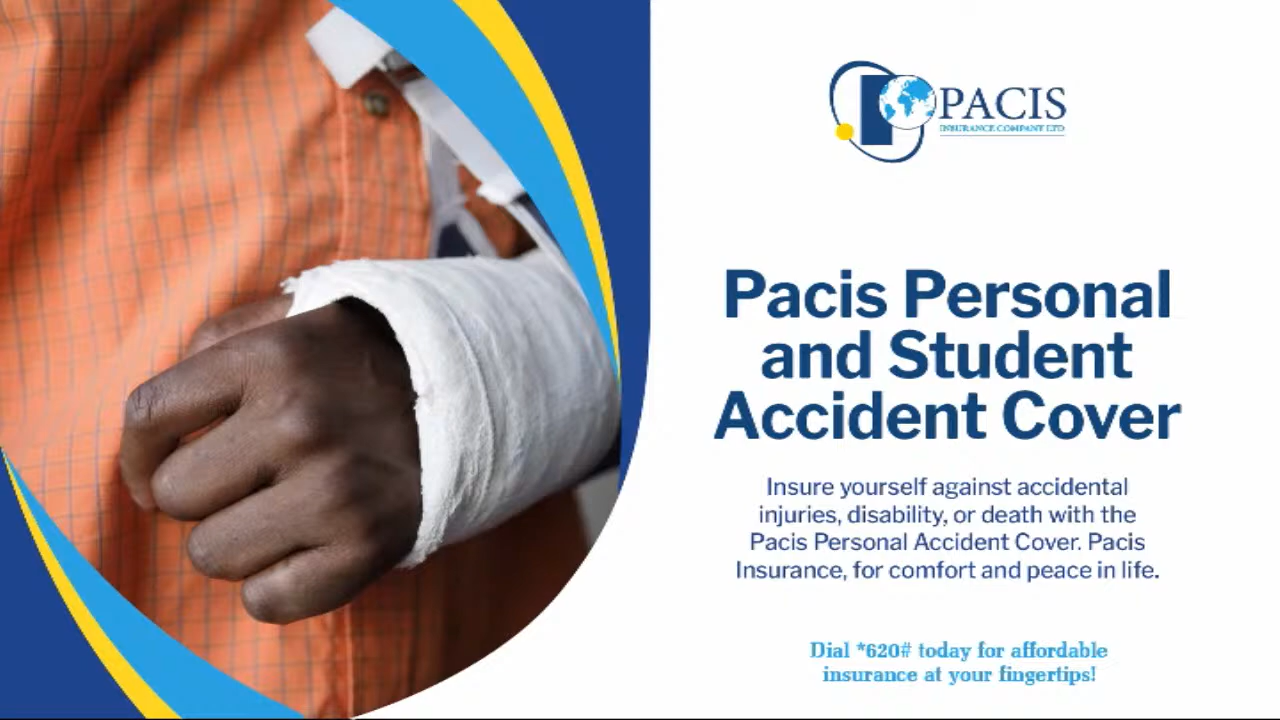 PACIS
INSURANCE COMPANY LTD
Pacis Personal
and Student
Accident Cover
Insure yourself against accidental
injuries, disability, or death with the
Pacis Personal Accident Cover. Pacis
Insurance, for comfort and peace in life.
Dial *620# today for affordable
insurance at your fingertips!